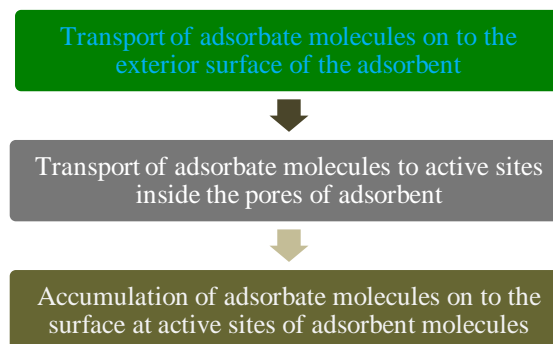 Transport of adsorbate molecules on to the
exterior surface of the adsorbent
Transport of adsorbate molecules to active sites
inside the pores of adsorbent
Accumulation of adsorbate molecules on to the
surface at active sites of adsorbent molecules